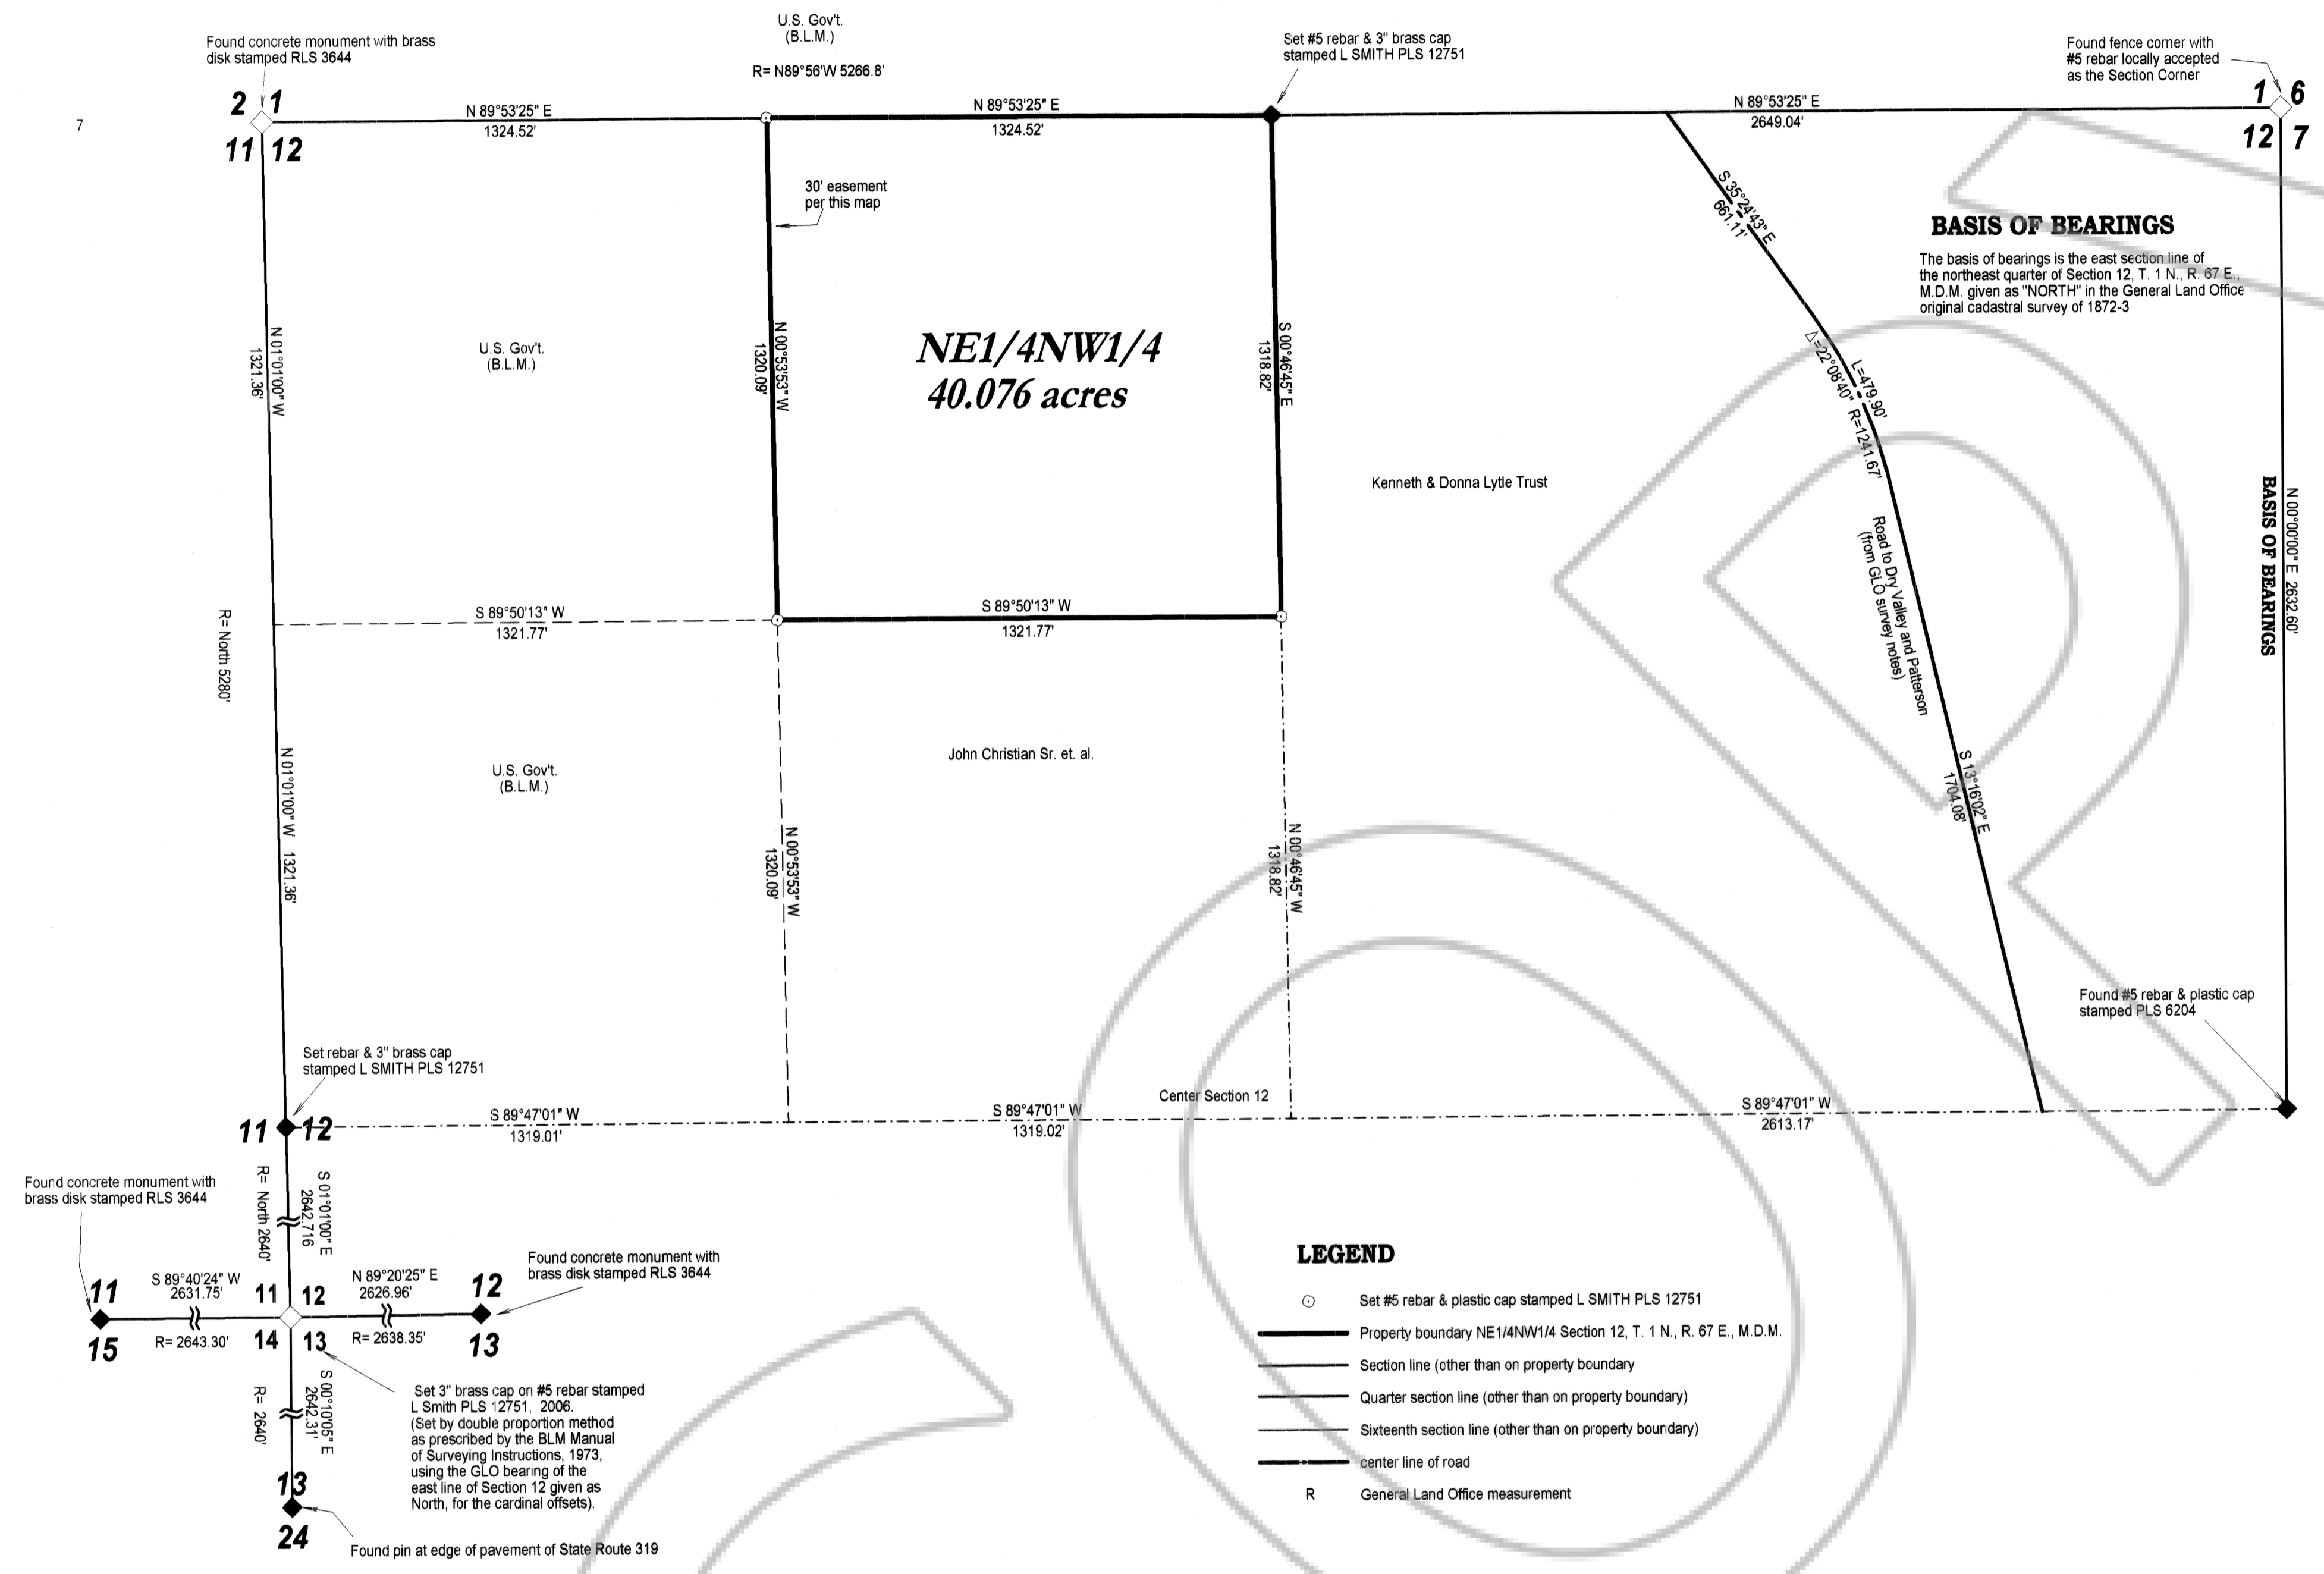 U.S. Gov't.
(B.L.M.)
R= N89°56'W 5266.8'
Found concrete monument with brass
disk stamped RLS 3644
Set #5 rebar & 3" brass cap
stamped L SMITH PLS 12751
Found fence corner with
#5 rebar locally accepted
as the Section Corner
2 1
11 12
7
N 89°53'25" E
1324.52'
N 89°53'25" E
1324.52'
N 89°53'25" E
2649.04'
1 6
12 7
30' easement
per this map
S 35°24'43" E
661.11'
BASIS OF BEARINGS
The basis of bearings is the east section line of
the northeast quarter of Section 12, T. 1 N., R. 67 E.,
M.D.M. given as "NORTH" in the General Land Office
original cadastral survey of 1872-3
N 01°01'00" W
1321.36'
U.S. Gov't.
(B.L.M.)
N 00°53'53" W
1320.09'
NE1/4NW1/4
40.076 acres
S 00°46'45" E
1318.82'
L=479.90'
Δ=22°08'40" R=1241.67'
Kenneth & Donna Lytle Trust
Road to Dry Valley and Patterson
(from GLO survey notes)
N 00°00'00" E 2632.60'
BASIS OF BEARINGS
R= North 5280'
S 89°50'13" W
1321.77'
S 89°50'13" W
1321.77'
N 01°01'00" W 1321.36'
U.S. Gov't.
(B.L.M.)
N 00°53'53" W
1320.09'
John Christian Sr. et. al.
N 00°46'45" W
1318.82'
S 13°16'02" E
1704.08'
Found #5 rebar & plastic cap
stamped PLS 6204
Set rebar & 3" brass cap
stamped L SMITH PLS 12751
11 12
S 89°47'01" W
1319.01'
S 89°47'01" W
1319.02'
Center Section 12
S 89°47'01" W
2613.17'
Found concrete monument with
brass disk stamped RLS 3644
R= North 2640'
S 01°01'00" E
2642.716
Found concrete monument with
brass disk stamped RLS 3644
11
15
S 89°40'24" W
2631.75'
R= 2643.30'
11 12
14 13
N 89°20'25" E
2626.96'
R= 2638.35'
12
13
R= 2640'
S 00°10'05" E
2642.31'
Set 3" brass cap on #5 rebar stamped
L Smith PLS 12751, 2006.
(Set by double proportion method
as prescribed by the BLM Manual
of Surveying Instructions, 1973,
using the GLO bearing of the
east line of Section 12 given as
North, for the cardinal offsets).
13
24
Found pin at edge of pavement of State Route 319
LEGEND
Set #5 rebar & plastic cap stamped L SMITH PLS 12751
Property boundary NE1/4NW1/4 Section 12, T. 1 N., R. 67 E., M.D.M.
Section line (other than on property boundary
Quarter section line (other than on property boundary)
Sixteenth section line (other than on property boundary)
center line of road
R General Land Office measurement